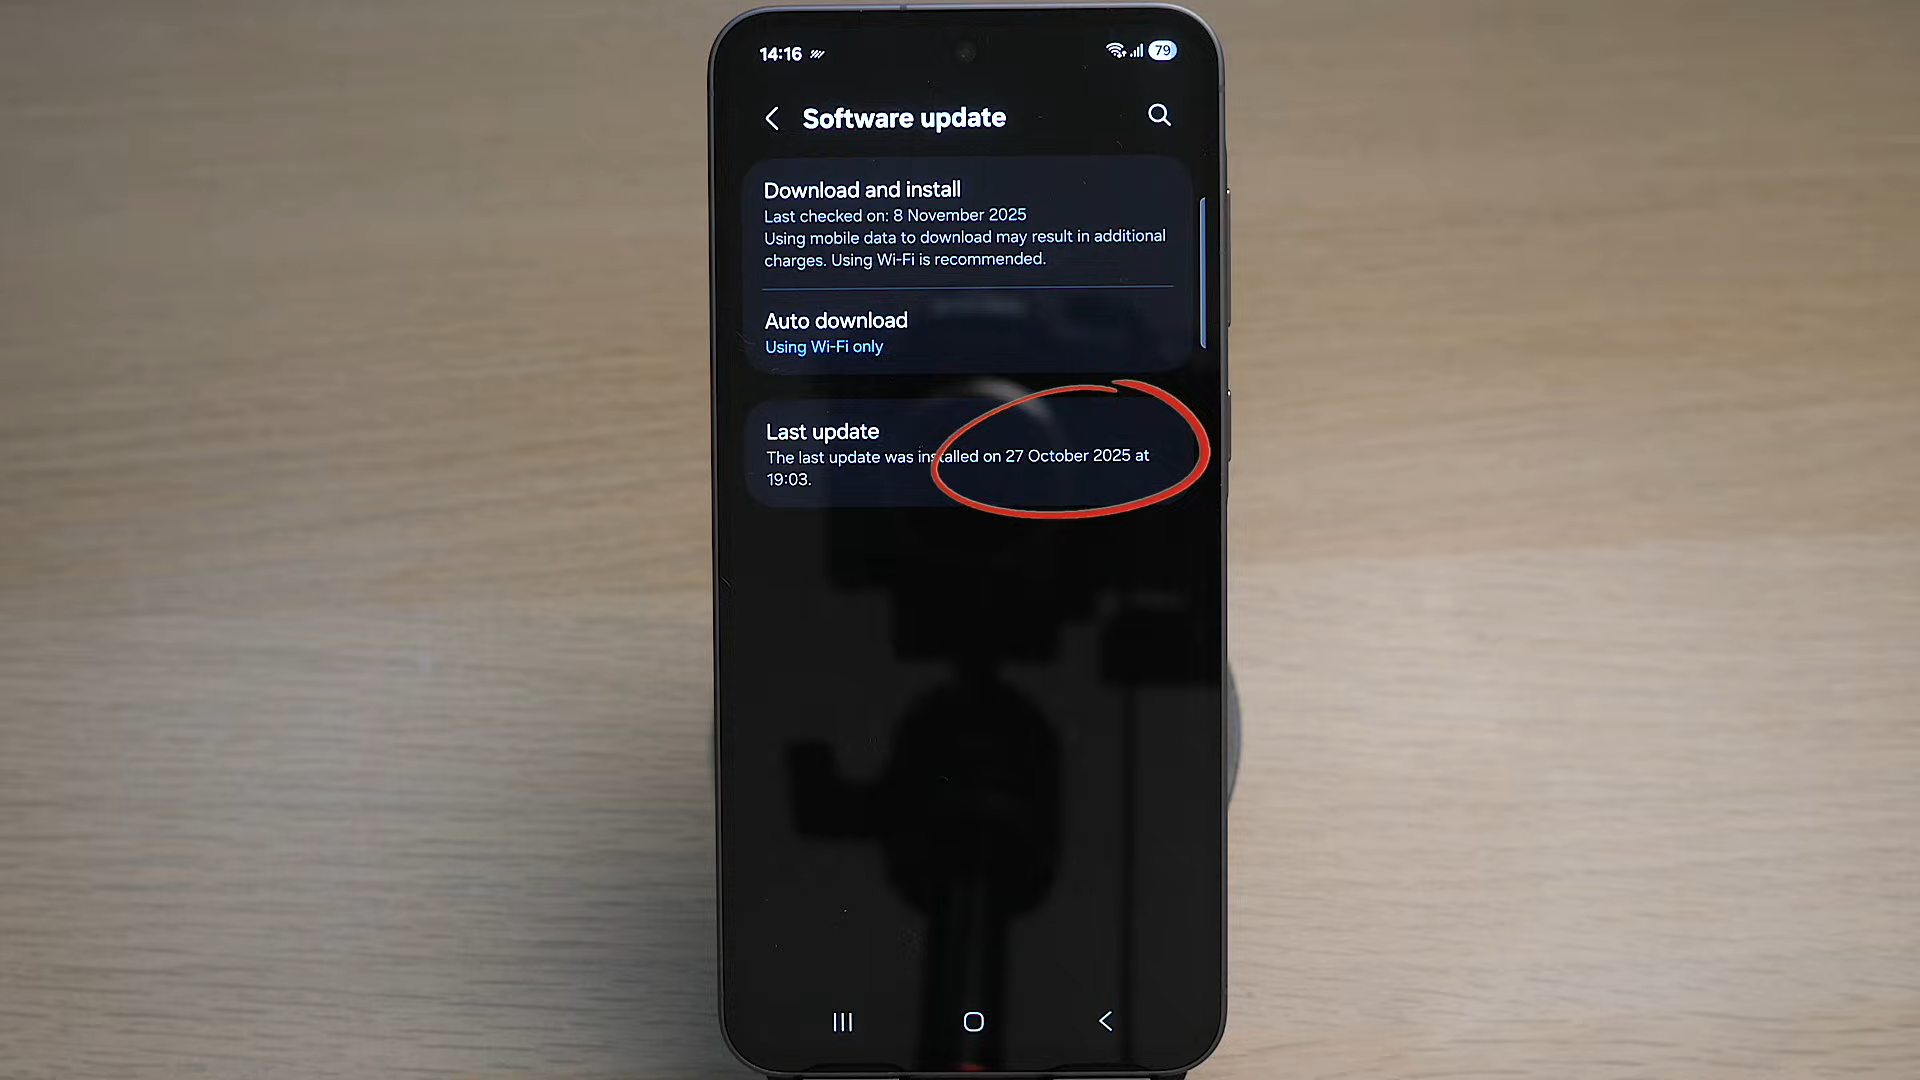 14:16
79
Software update
Download and install
Last checked on: 8 November 2025
Using mobile data to download may result in additional
charges. Using Wi-Fi is recommended.
Auto download
Using Wi-Fi only
Last update
The last update was installed on 27 October 2025 at
19:03.